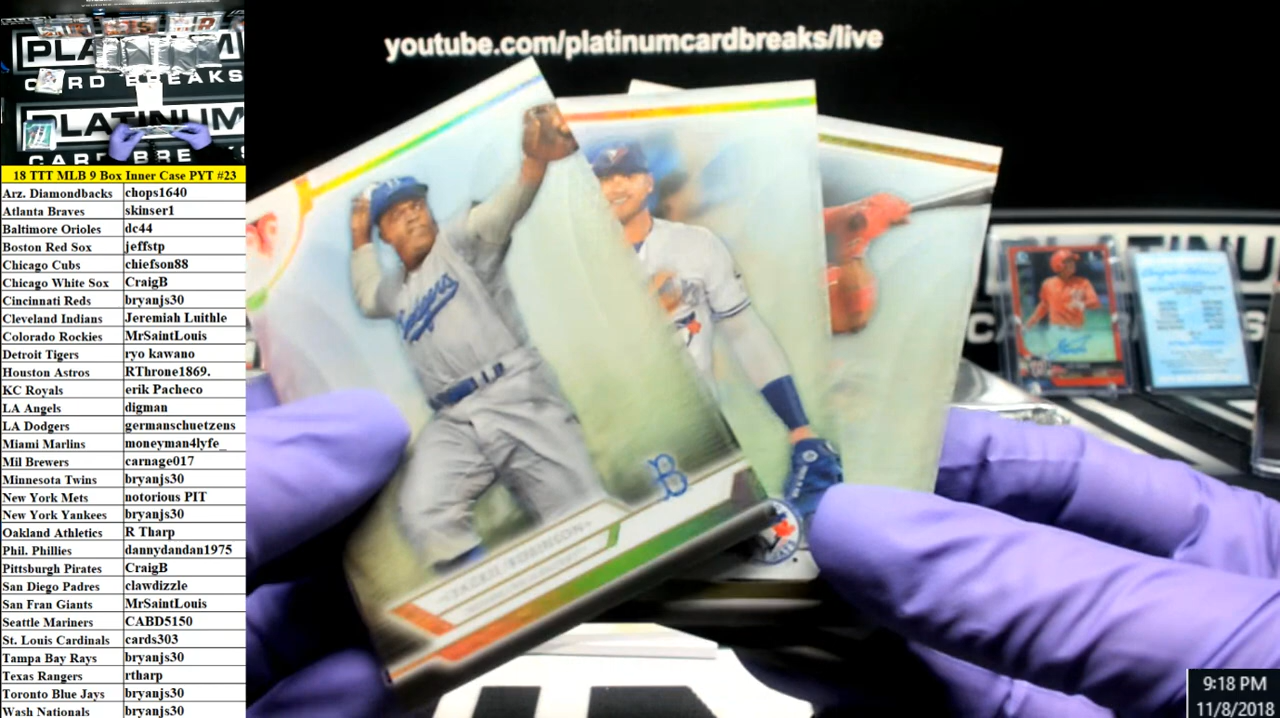 youtube.com/platinumcardbreaks/live
PLATINUM
CARD BREAKS
PLATINUM
CARD BREAKS
18 TTT MLB 9 Box Inner Case PYT #23
Arz. Diamondbacks chops1640
Atlanta Braves skinser1
Baltimore Orioles dc44
Boston Red Sox jeffstp
Chicago Cubs chiefson88
Chicago White Sox CraigB
Cincinnati Reds bryanjs30
Cleveland Indians Jeremiah Luithle
Colorado Rockies MrSaintLouis
Detroit Tigers ryo kawano
Houston Astros RThrone1869.
KC Royals erik Pacheco
LA Angels digman
LA Dodgers germanschuetzens
Miami Marlins moneyman4lyfe_
Mil Brewers carnage017
Minnesota Twins bryanjs30
New York Mets notorious PIT
New York Yankees bryanjs30
Oakland Athletics R Tharp
Phil. Phillies dannydandan1975
Pittsburgh Pirates CraigB
San Diego Padres clawdizzle
San Fran Giants MrSaintLouis
Seattle Mariners CABD5150
St. Louis Cardinals cards303
Tampa Bay Rays bryanjs30
Texas Rangers rtharp
Toronto Blue Jays bryanjs30
Wash Nationals bryanjs30
Dodgers
B
JACKIE ROBINSON
9:18 PM
11/8/2018